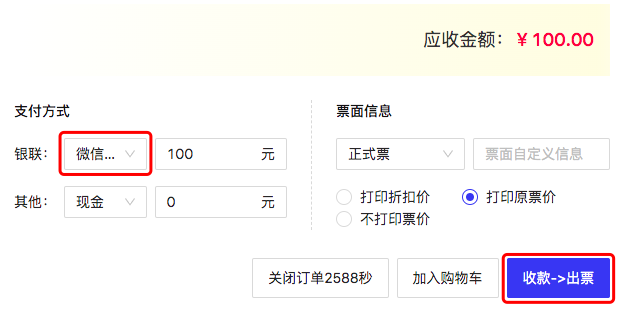 应收金额：￥100.00
支付方式
银联： 微信... 100 元
其他： 现金 0 元
票面信息
正式票 票面自定义信息
打印折扣价 打印原票价
不打印票价
关闭订单2588秒 加入购物车 收款->出票